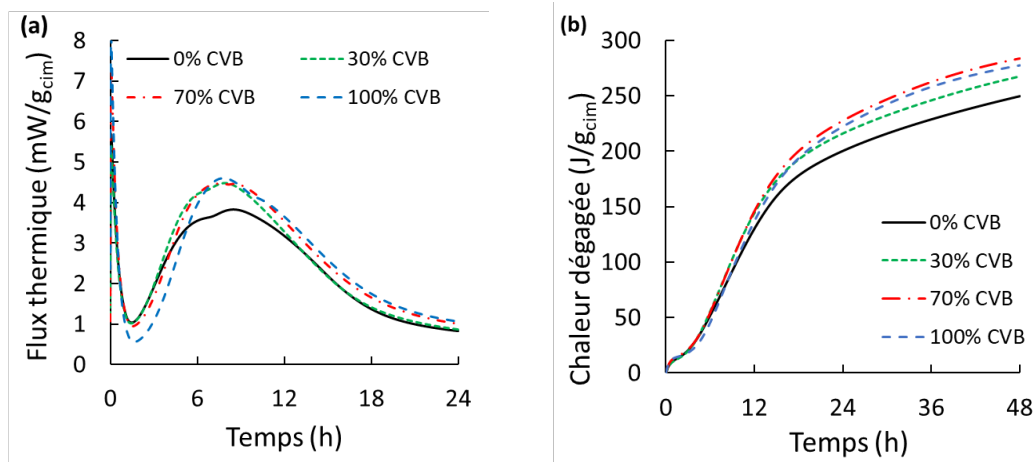 (a)
Flux thermique (mW/g_cim)
8
7
6
5
4
3
2
1
0
0% CVB
30% CVB
70% CVB
100% CVB
0 6 12 18 24
Temps (h)
(b)
Chaleur dégagée (J/g_cim)
300
250
200
150
100
50
0
0% CVB
30% CVB
70% CVB
100% CVB
0 12 24 36 48
Temps (h)